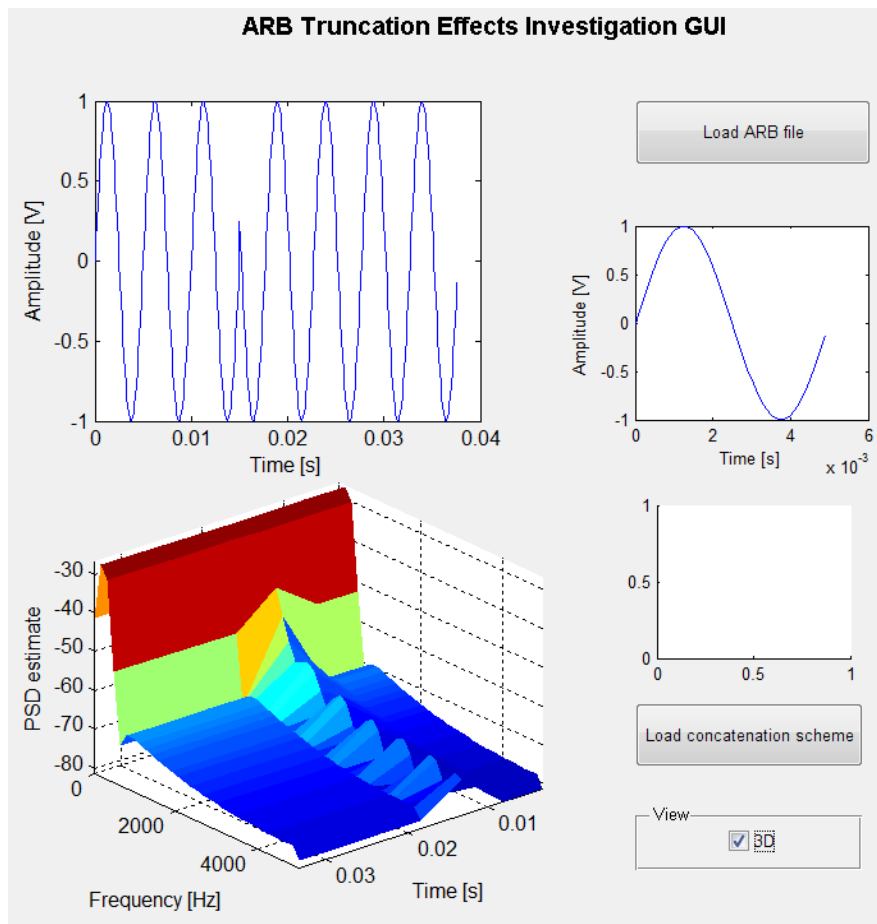 ARB Truncation Effects Investigation GUI
1
0.5
0
-0.5
-1
Amplitude [V]
0
0.01
0.02
0.03
0.04
Time [s]
Load ARB file
1
0.5
0
-0.5
-1
Amplitude [V]
0
2
4
6
Time [s]
x 10^-3
-30
-40
-50
-60
-70
-80
PSD estimate
0
2000
4000
Frequency [Hz]
0.03
0.02
0.01
Time [s]
1
0.5
0
0
0.5
1
Load concatenation scheme
View
3D